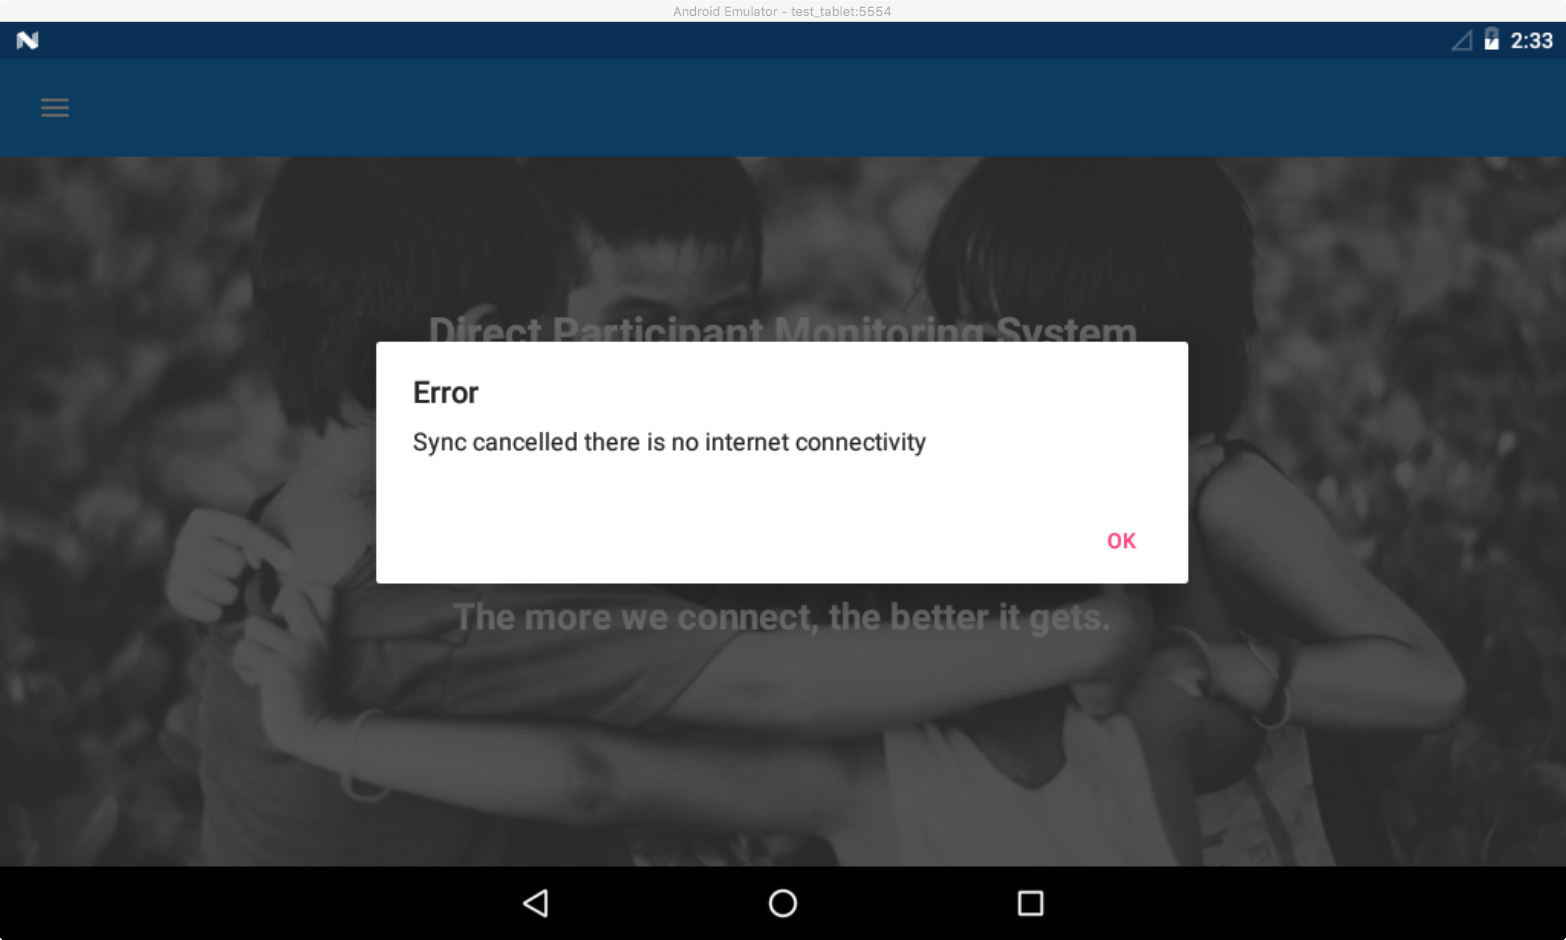 Android Emulator - test_tablet:5554
2:33
Direct Participant Monitoring System
Error
Sync cancelled there is no internet connectivity
OK
The more we connect, the better it gets.